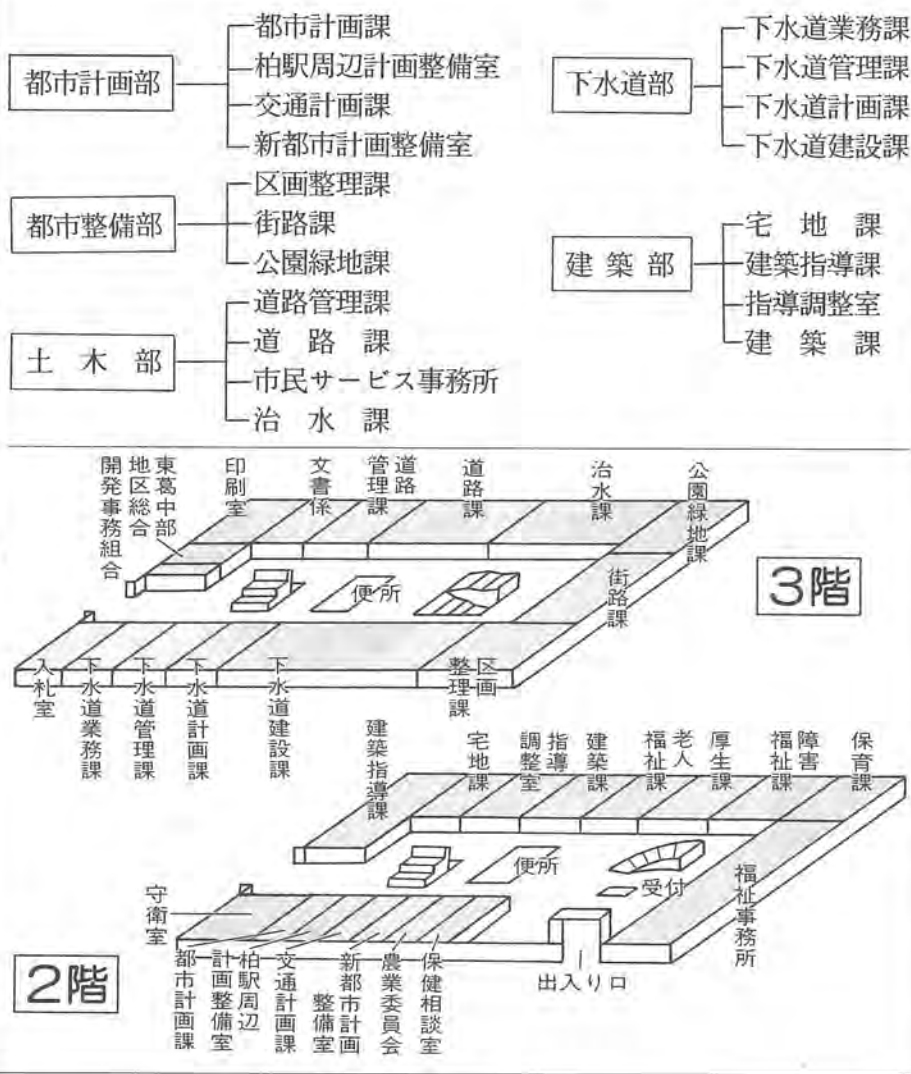 都市計画部
都市計画課
柏駅周辺計画整備室
交通計画課
新都市計画整備室
都市整備部
区画整理課
街路課
公園緑地課
土木部
道路管理課
道路課
市民サービス事務所
治水課
下水道部
下水道業務課
下水道管理課
下水道計画課
下水道建設課
建築部
宅地課
建築指導課
指導調整室
建築課
3階
東葛中部
地区総合
開発事務組合
印刷室
文書係
道路
管理課
道路課
治水課
公園緑地課
街路課
便所
入札室
下水道業務課
下水道管理課
下水道計画課
下水道建設課
区画
整理課
2階
建築指導課
宅地課
指導
調整室
建築課
老人
福祉課
厚生課
障害
福祉課
保育課
便所
受付
福祉事務所
守衛室
都市計画課
柏駅周辺
計画整備室
交通計画課
新都市計画
整備室
農業委員会
保健相談室
出入り口